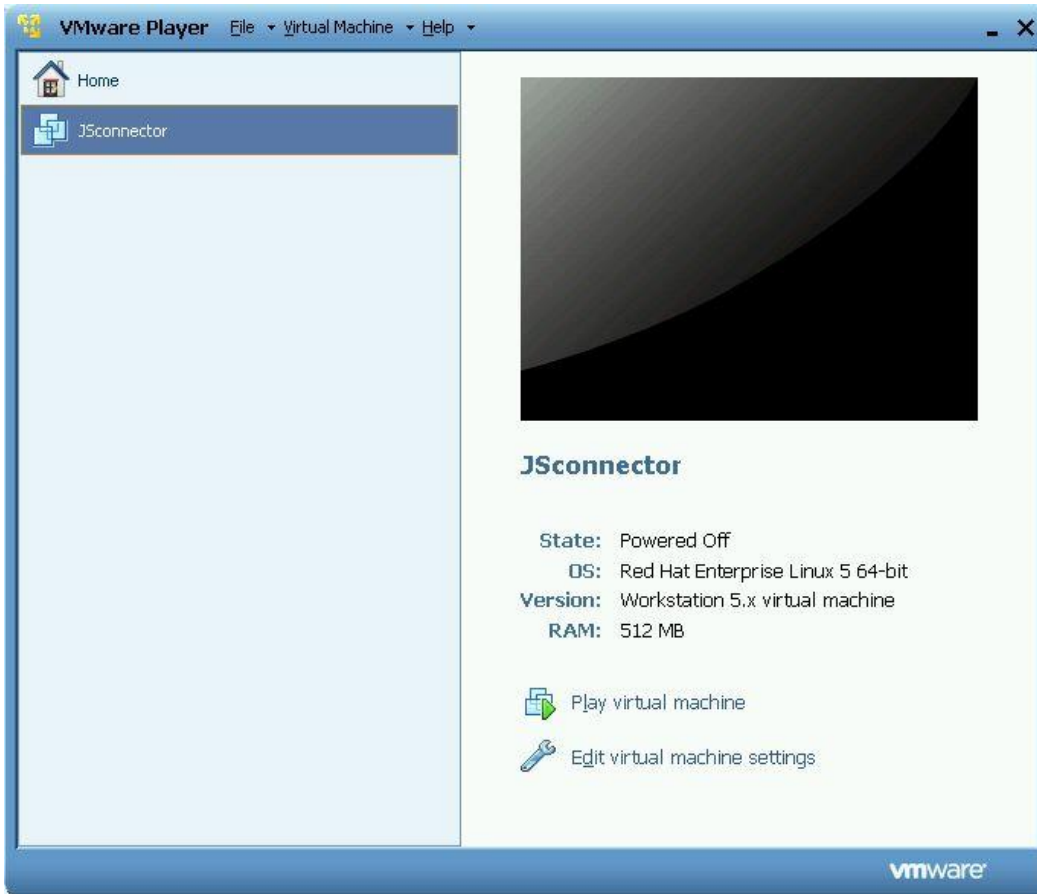 VMware Player File Virtual Machine Help
Home
JSconnector
JSconnector
State: Powered Off
OS: Red Hat Enterprise Linux 5 64-bit
Version: Workstation 5.x virtual machine
RAM: 512 MB
Play virtual machine
Edit virtual machine settings
vmware